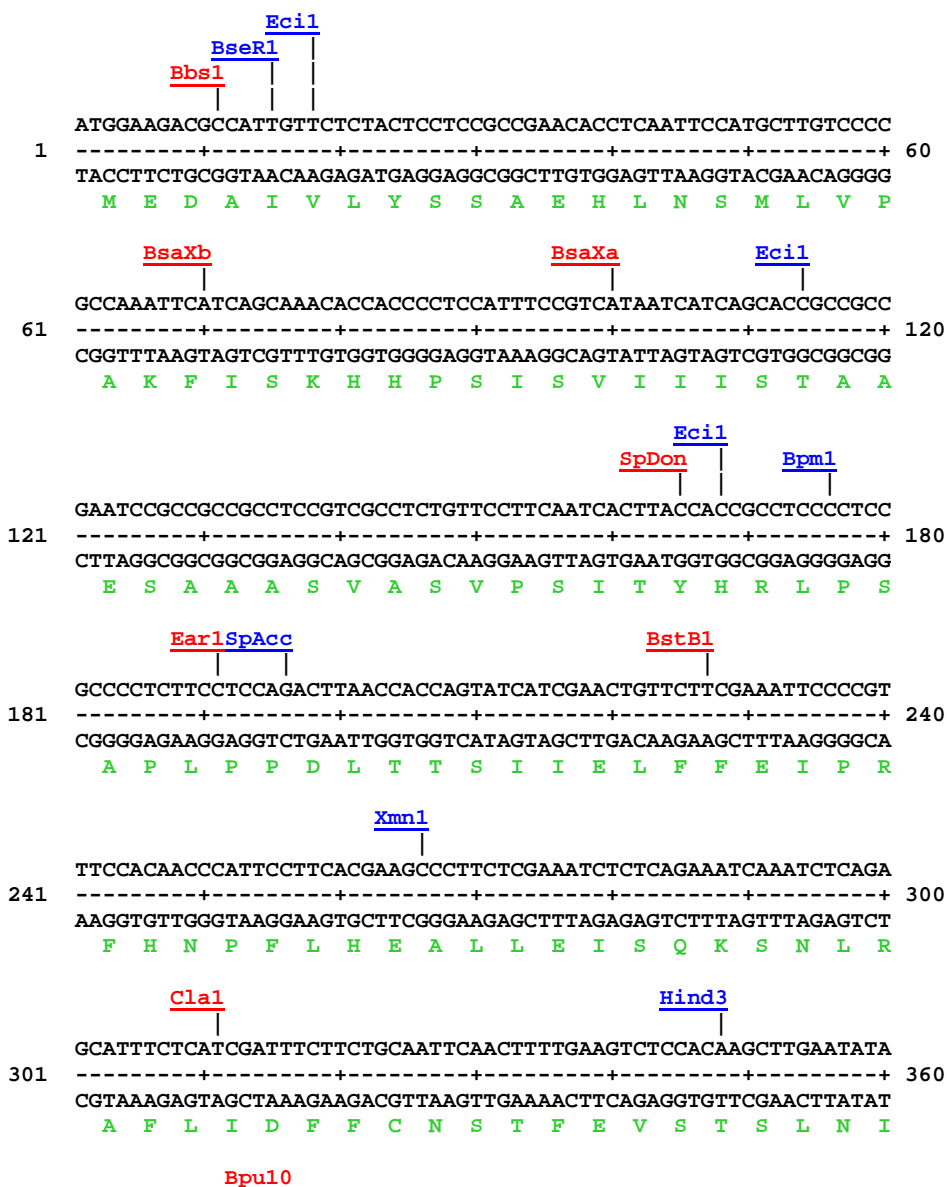 Eci1
BseR1
Bbs1
ATGGAAGACGCCATTGTTCTCTACTCCTCCGCCGAACACCTCAATTCCATGCTTGTCCCC
1 ---------+---------+---------+---------+---------+---------+ 60
TACCTTCTGCGGTAACAAGAGATGAGGAGGCGGCTTGTGGAGTTAAGGTACGAACAGGGG
M E D A I V L Y S S A E H L N S M L V P
BsaXb BsaXa Eci1
GCCAAATTCATCAGCAAACACCACCCCTCCATTTCCGTCATAATCATCAGCACCGCCGCC
61 ---------+---------+---------+---------+---------+---------+ 120
CGGTTTAAGTAGTCGTTTGTGGTGGGGAGGTAAAGGCAGTATTAGTAGTCGTGGCGGCGG
A K F I S K H H P S I S V I I I S T A A
Eci1
SpDon Bpm1
GAATCCGCCGCCGCCTCCGTCGCCTCTGTTCCTTCAATCACTTACCACCGCCTCCCCTCC
121 ---------+---------+---------+---------+---------+---------+ 180
CTTAGGCGGCGGCGGAGGCAGCGGAGACAAGGAAGTTAGTGAATGGTGGCGGAGGGGAGG
E S A A A S V A S V P S I T Y H R L P S
Ear1 SpAcc BstB1
GCCCCTCTTCCTCCAGACTTAACCACCAGTATCATCGAACTGTTCTTCGAAATTCCCCGT
181 ---------+---------+---------+---------+---------+---------+ 240
CGGGGAGAAGGAGGTCTGAATTGGTGGTCATAGTAGCTTGACAAGAAGCTTTAAGGGGCA
A P L P P D L T T S I I E L F F E I P R
Xmn1
TTCCACAACCCATTCCTTCACGAAGCCCTTCTCGAAATCTCTCAGAAATCAAATCTCAGA
241 ---------+---------+---------+---------+---------+---------+ 300
AAGGTGTTGGGTAAGGAAGTGCTTCGGGAAGAGCTTTAGAGAGTCTTTAGTTTAGAGTCT
F H N P F L H E A L L E I S Q K S N L R
Cla1 Hind3
GCATTTCTCATCGATTTCTTCTGCAATTCAACTTTTGAAGTCTCCACAAGCTTGAATATA
301 ---------+---------+---------+---------+---------+---------+ 360
CGTAAAGAGTAGCTAAAGAAGACGTTAAGTTGAAAACTTCAGAGGTGTTCGAACTTATAT
A F L I D F F C N S T F E V S T S L N I
Bpu10